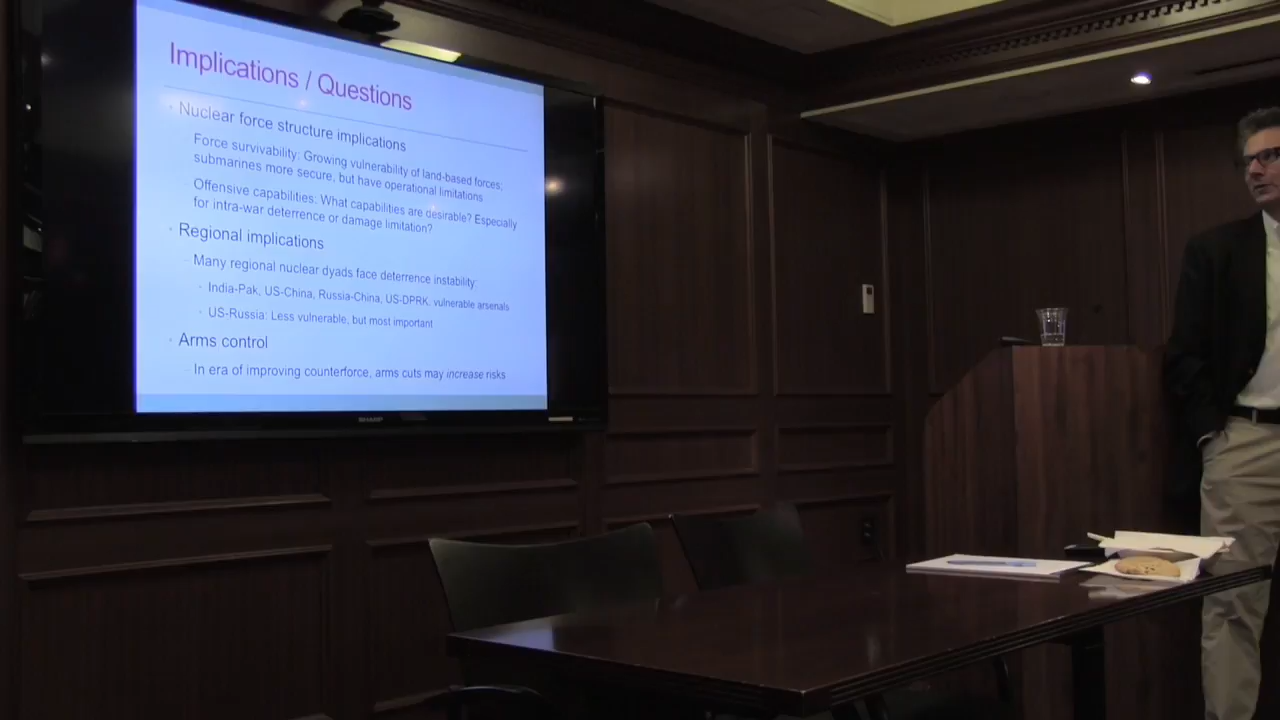 Implications / Questions
Nuclear force structure implications
Force survivability: Growing vulnerability of land-based forces;
submarines more secure, but have operational limitations
Offensive capabilities: What capabilities are desirable? Especially
for intra-war deterrence or damage limitation?
Regional implications
Many regional nuclear dyads face deterrence instability:
India-Pak, US-China, Russia-China, US-DPRK: vulnerable arsenals
US-Russia: Less vulnerable, but most important
Arms control
In era of improving counterforce, arms cuts may increase risks
SHARP